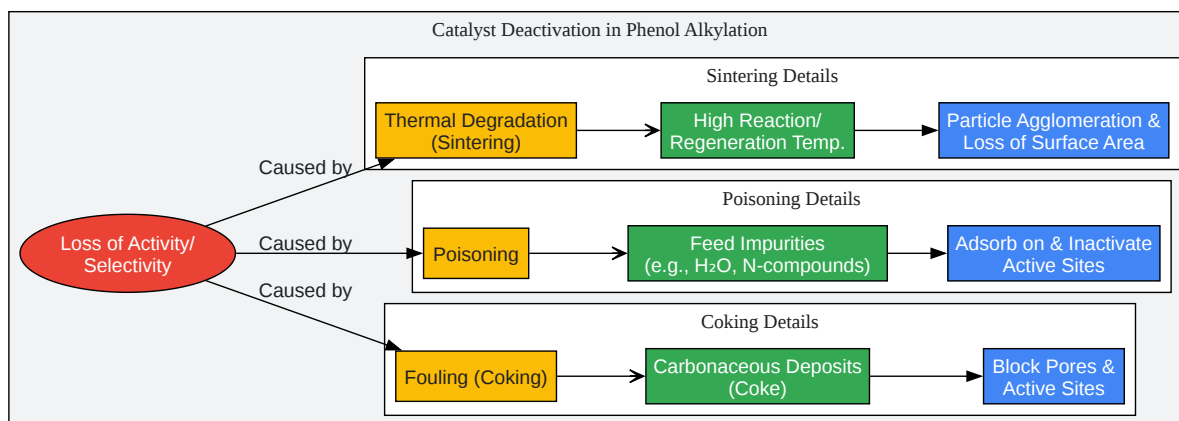 Catalyst Deactivation in Phenol Alkylation
Sintering Details
Thermal Degradation
(Sintering)
High Reaction/
Regeneration Temp.
Particle Agglomeration &
Loss of Surface Area
Caused by
Poisoning Details
Loss of Activity/
Selectivity
Caused by
Poisoning
Feed Impurities
(e.g., H₂O, N-compounds)
Adsorb on & Inactivate
Active Sites
Caused by
Coking Details
Fouling (Coking)
Carbonaceous Deposits
(Coke)
Block Pores &
Active Sites